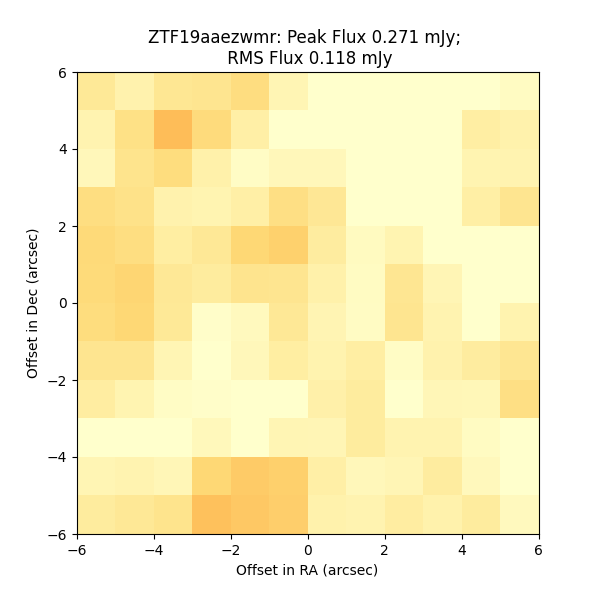 ZTF19aaezwmr: Peak Flux 0.271 mJy;
RMS Flux 0.118 mJy
6
4
2
0
−2
−4
−6
Offset in Dec (arcsec)
−6 −4 −2 0 2 4 6
Offset in RA (arcsec)